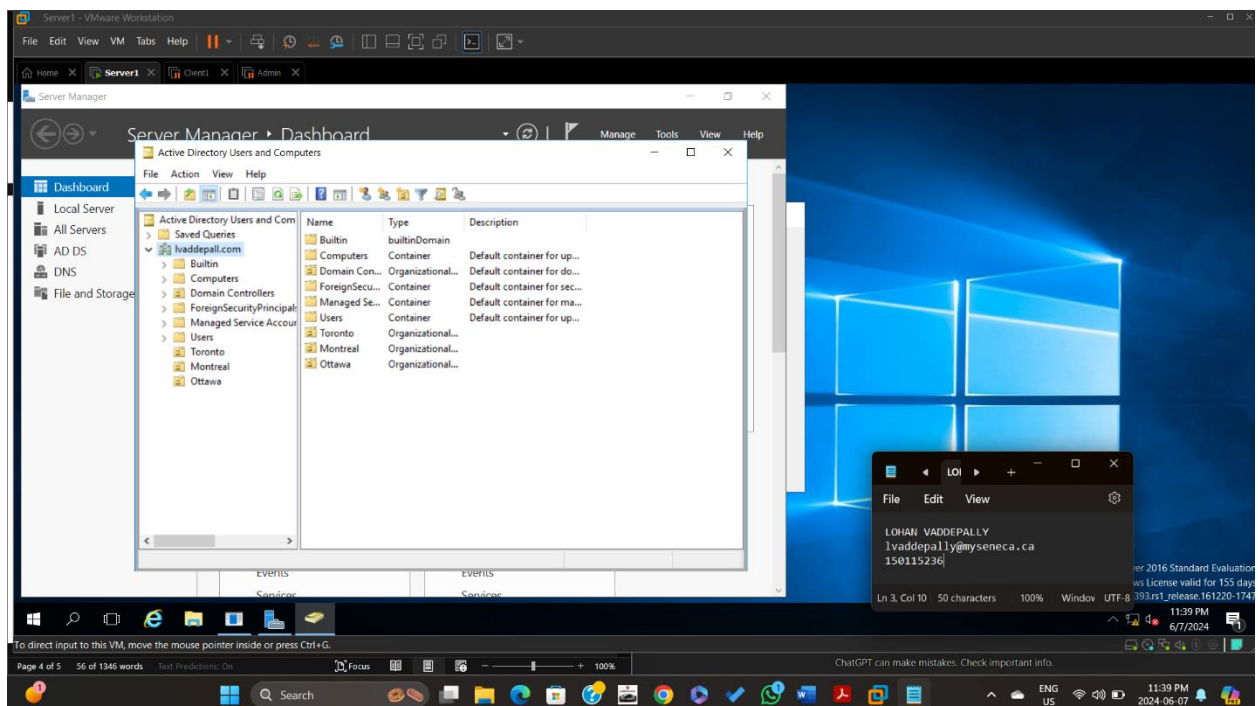 Server1 - VMware Workstation
File Edit View VM Tabs Help
Home Server1 Client1 Admin
Server Manager
Server Manager Dashboard
Manage Tools View Help
Dashboard
Local Server
All Servers
AD DS
DNS
File and Storage
Active Directory Users and Computers
File Action View Help
Active Directory Users and Com
Saved Queries
lvaddepall.com
Builtin
Computers
Domain Controllers
ForeignSecurityPrincipals
Managed Service Accour
Users
Toronto
Montreal
Ottawa
Name Type Description
Builtin builtinDomain
Computers Container Default container for up...
Domain Con... Organizational... Default container for do...
ForeignSecu... Container Default container for sec...
Managed Se... Container Default container for ma...
Users Container Default container for up...
Toronto Organizational...
Montreal Organizational...
Ottawa Organizational...
Events Events
Services Services
LOI
File Edit View
LOHAN VADDEPALLY
lvaddepally@myseneca.ca
150115236
Ln 3, Col 10 50 characters 100% Window UTF-8
er 2016 Standard Evaluation
ws License valid for 155 days
393.rs1_release.161220-1747
11:39 PM
6/7/2024
To direct input to this VM, move the mouse pointer inside or press Ctrl+G.
Page 4 of 5 56 of 1346 words Text Predictions: On Focus 100%
ChatGPT can make mistakes. Check important info.
Search
ENG
US
11:39 PM
2024-06-07